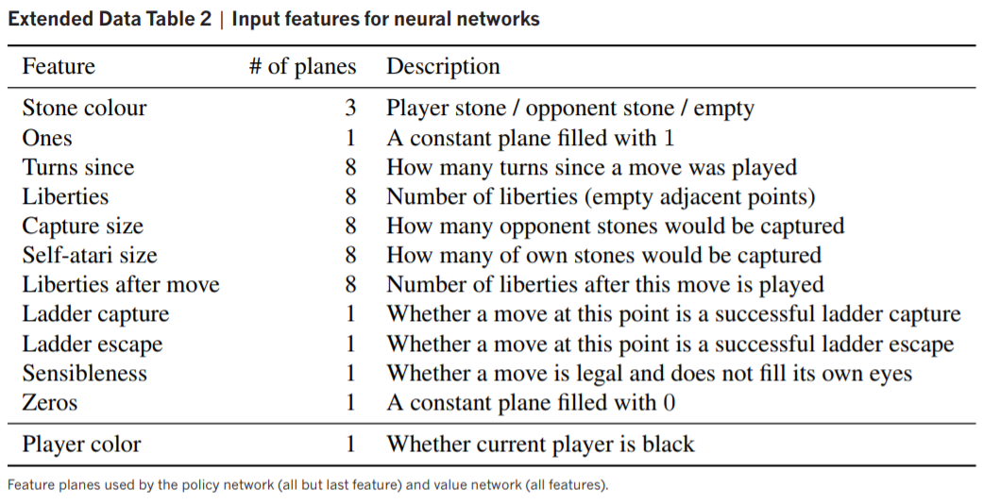 Extended Data Table 2 | Input features for neural networks
Feature # of planes Description
Stone colour 3 Player stone / opponent stone / empty
Ones 1 A constant plane filled with 1
Turns since 8 How many turns since a move was played
Liberties 8 Number of liberties (empty adjacent points)
Capture size 8 How many opponent stones would be captured
Self-atari size 8 How many of own stones would be captured
Liberties after move 8 Number of liberties after this move is played
Ladder capture 1 Whether a move at this point is a successful ladder capture
Ladder escape 1 Whether a move at this point is a successful ladder escape
Sensibleness 1 Whether a move is legal and does not fill its own eyes
Zeros 1 A constant plane filled with 0
Player color 1 Whether current player is black
Feature planes used by the policy network (all but last feature) and value network (all features).